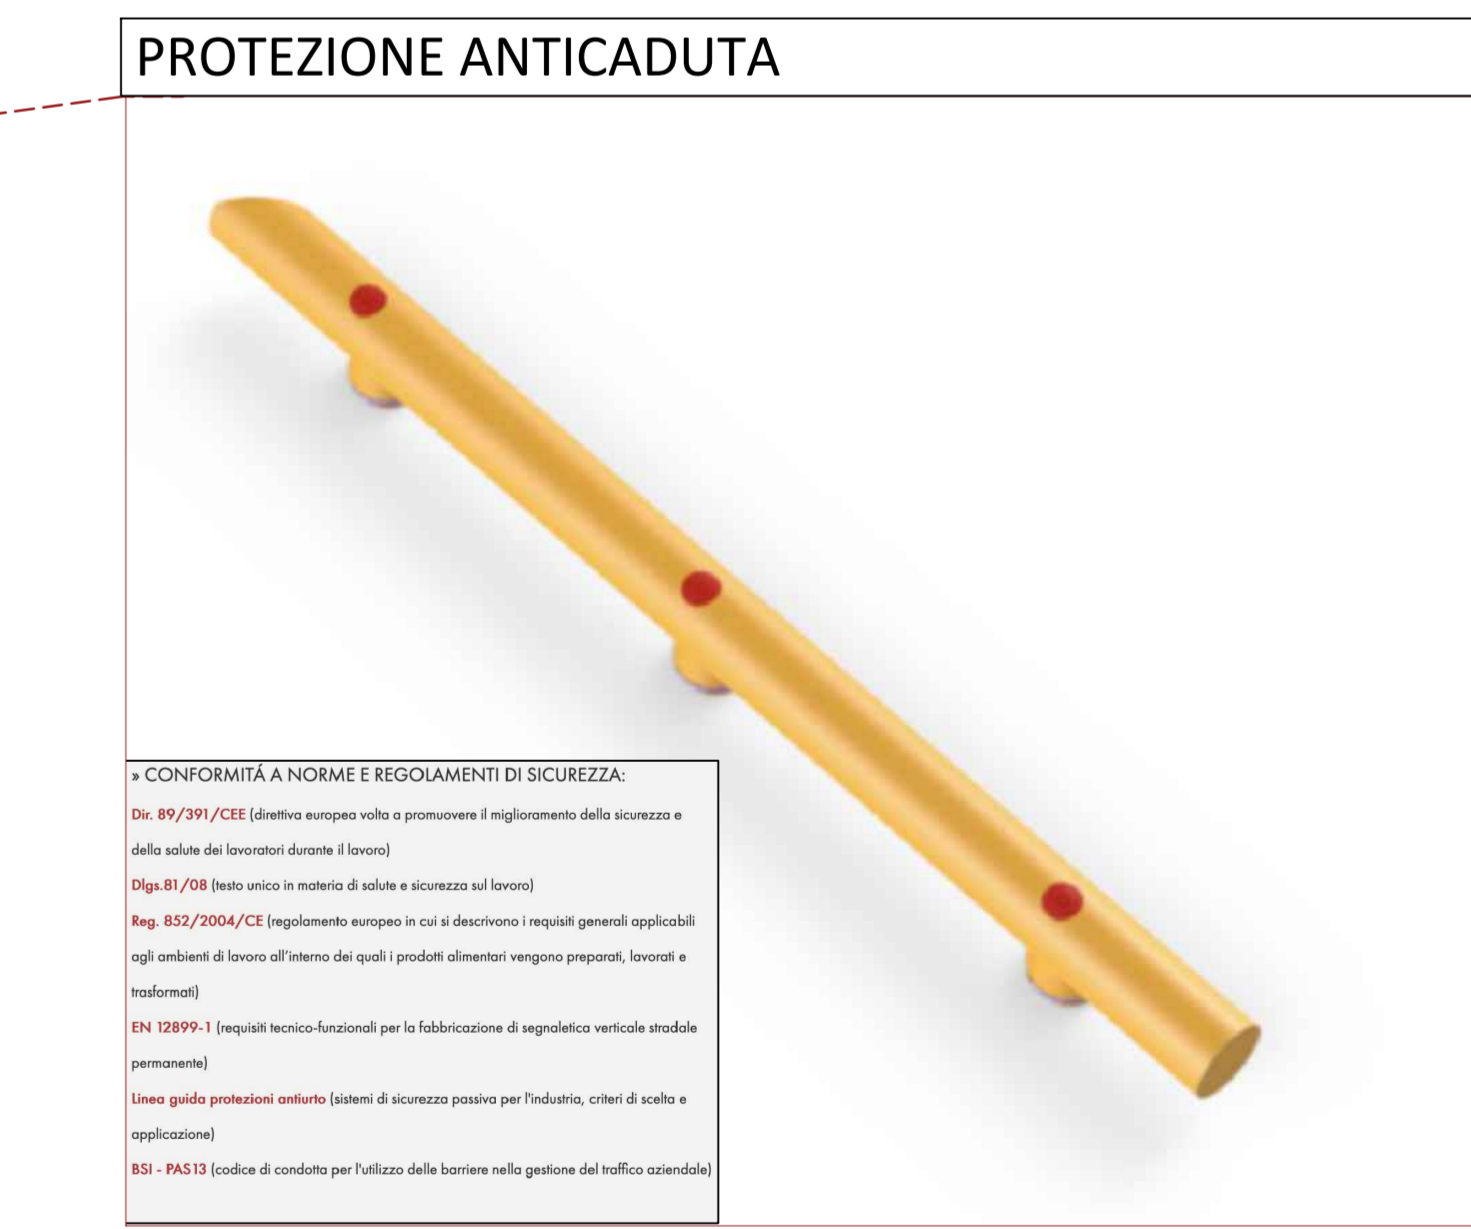 PROTEZIONE ANTICADUTA
» CONFORMITÁ A NORME E REGOLAMENTI DI SICUREZZA:
Dir. 89/391/CEE (direttiva europea volta a promuovere il miglioramento della sicurezza e
della salute dei lavoratori durante il lavoro)
Dlgs.81/08 (testo unico in materia di salute e sicurezza sul lavoro)
Reg. 852/2004/CE (regolamento europeo in cui si descrivono i requisiti generali applicabili
agli ambienti di lavoro all'interno dei quali i prodotti alimentari vengono preparati, lavorati e
trasformati)
EN 12899-1 (requisiti tecnico-funzionali per la fabbricazione di segnaletica verticale stradale
permanente)
Linea guida protezioni antiurto (sistemi di sicurezza passiva per l'industria, criteri di scelta e
applicazione)
BSI - PAS13 (codice di condotta per l'utilizzo delle barriere nella gestione del traffico aziendale)